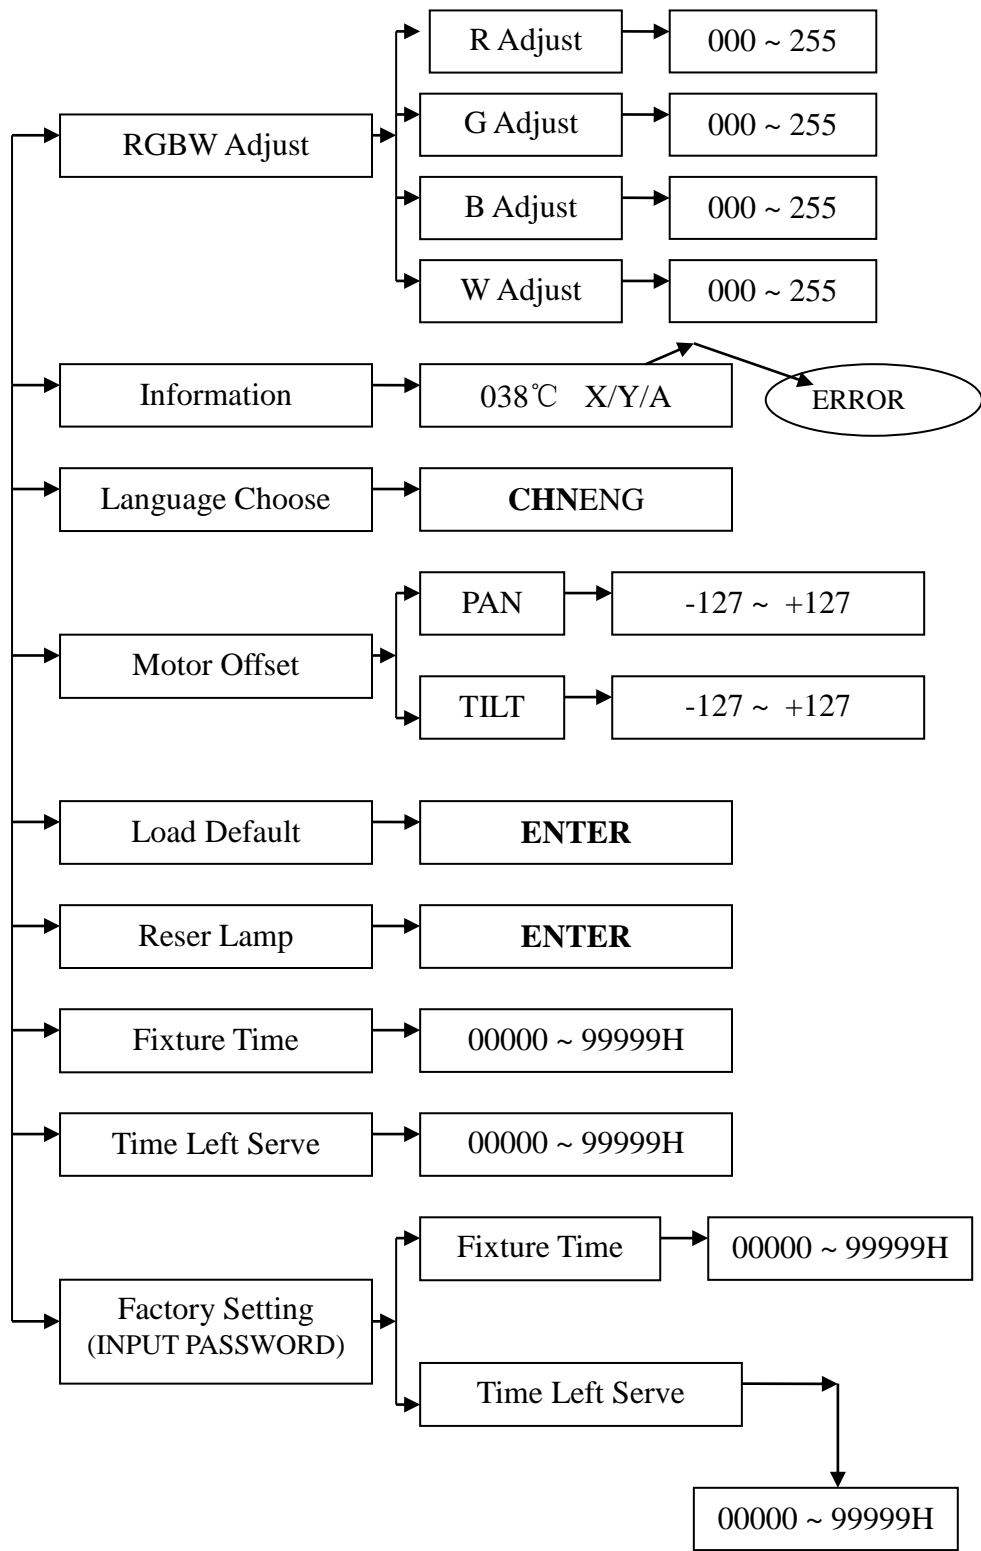 R Adjust
000 ~ 255
RGBW Adjust
G Adjust
000 ~ 255
B Adjust
000 ~ 255
W Adjust
000 ~ 255
Information
038℃ X/Y/A
ERROR
Language Choose
CHNENG
Motor Offset
PAN
-127 ~ +127
TILT
-127 ~ +127
Load Default
ENTER
Reser Lamp
ENTER
Fixture Time
00000 ~ 99999H
Time Left Serve
00000 ~ 99999H
Factory Setting
(INPUT PASSWORD)
Fixture Time
00000 ~ 99999H
Time Left Serve
00000 ~ 99999H